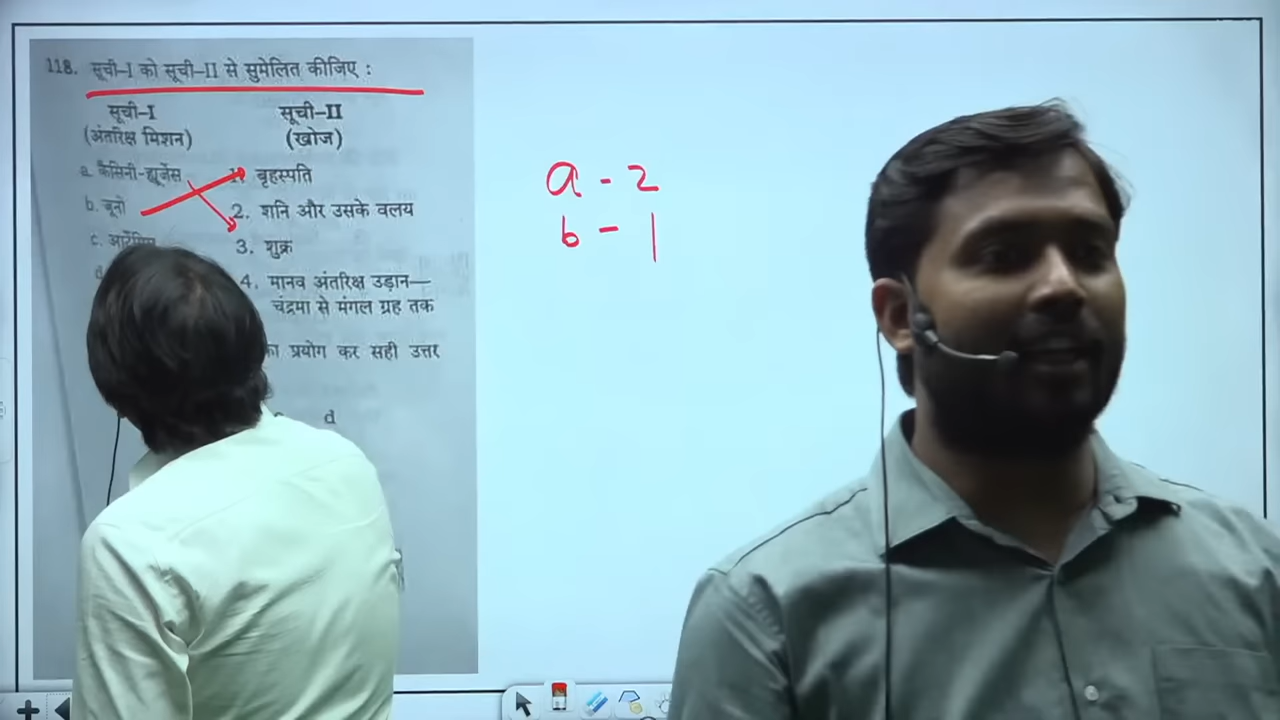 118. सूची–I को सूची–II से सुमेलित कीजिए :
सूची–I सूची–II
(अंतरिक्ष मिशन) (खोज)
a. कैसिनी-ह्यूजेंस 1. बृहस्पति
b. जूनो 2. शनि और उसके वलय
c. 3. शुक्र
d 4. मानव अंतरिक्ष उड़ान—
चंद्रमा से मंगल ग्रह तक
का प्रयोग कर सही उत्तर
d
a - 2
b - 1